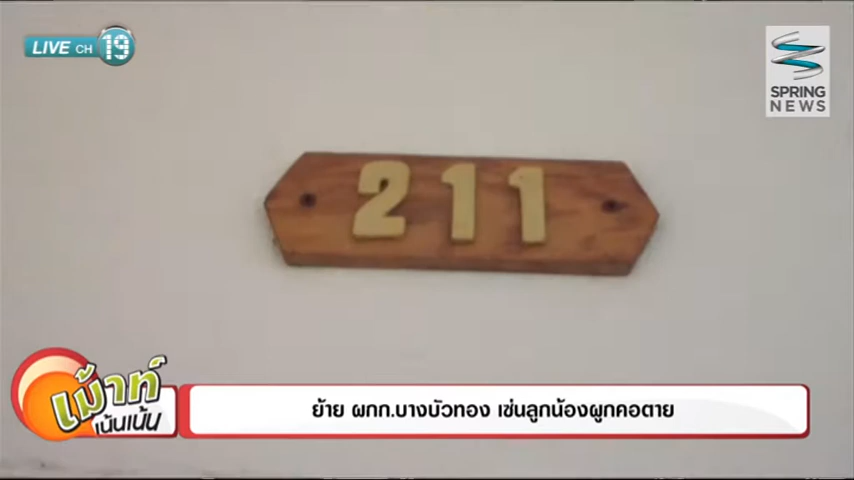 LIVE CH 19
SPRING
NEWS
211
เม้าท์
เน้นเน้น
ย้าย ผกก.บางบัวทอง เซ่นลูกน้องผูกคอตาย